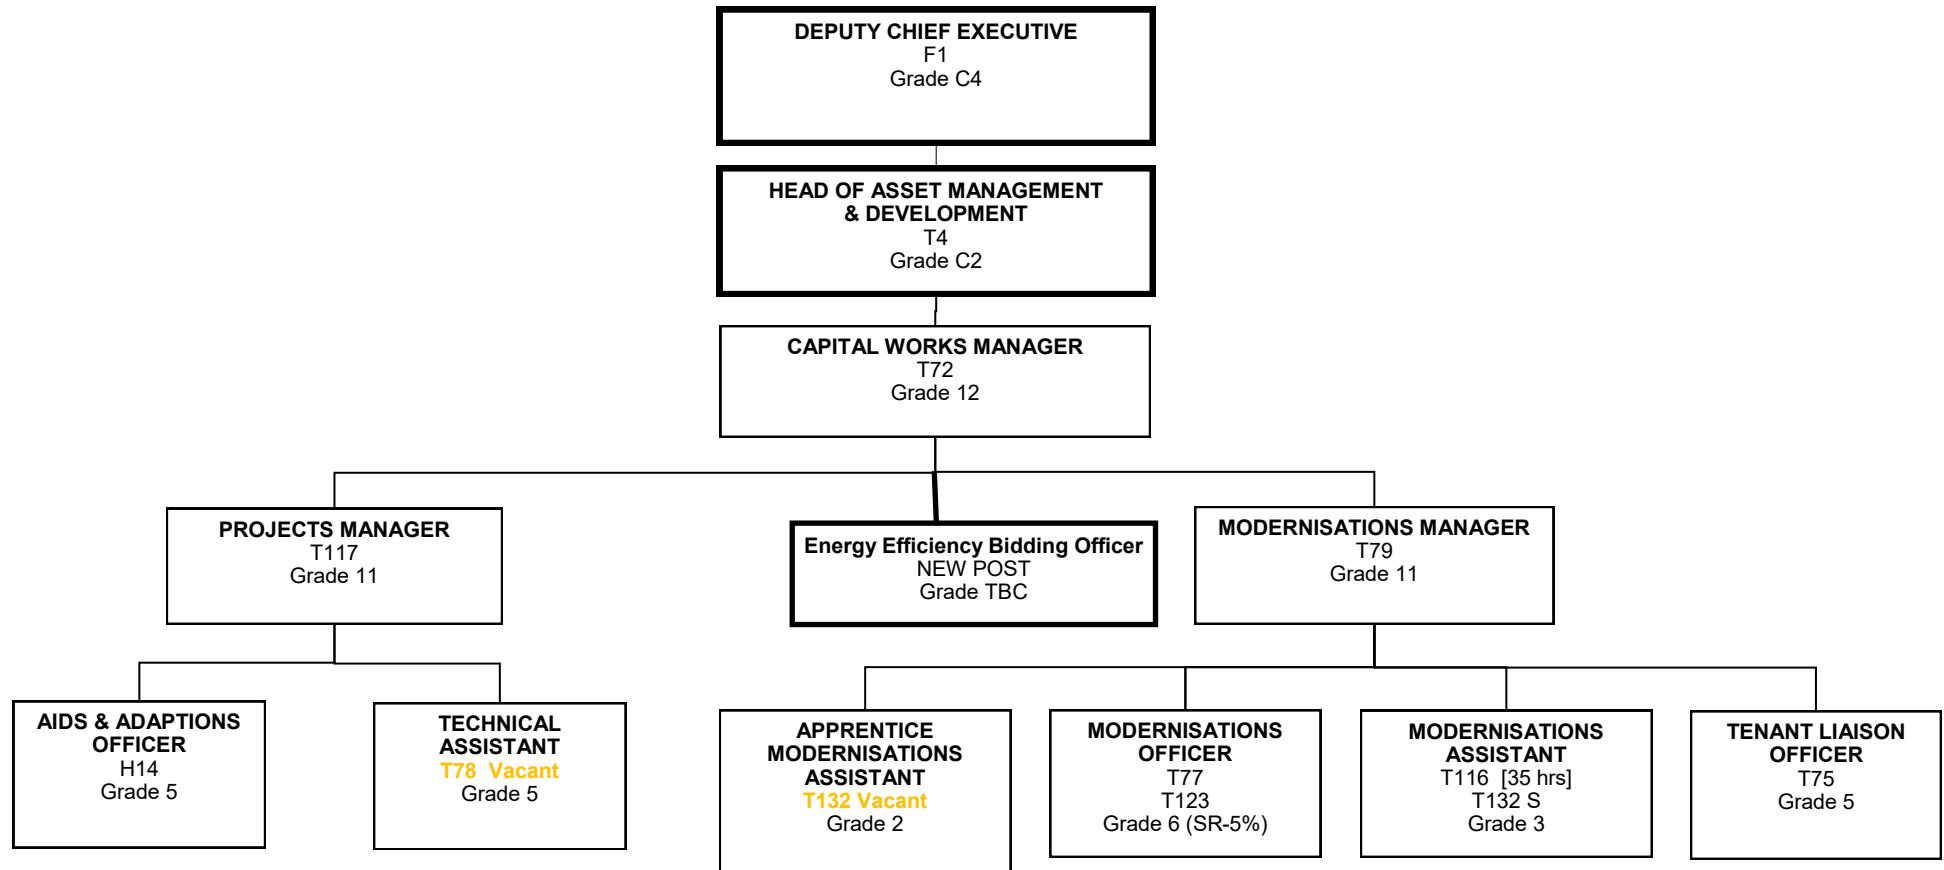 DEPUTY CHIEF EXECUTIVE
F1
Grade C4
HEAD OF ASSET MANAGEMENT
& DEVELOPMENT
T4
Grade C2
CAPITAL WORKS MANAGER
T72
Grade 12
PROJECTS MANAGER
T117
Grade 11
Energy Efficiency Bidding Officer
NEW POST
Grade TBC
MODERNISATIONS MANAGER
T79
Grade 11
AIDS & ADAPTIONS
OFFICER
H14
Grade 5
TECHNICAL
ASSISTANT
T78  Vacant
Grade 5
APPRENTICE
MODERNISATIONS
ASSISTANT
T132 Vacant
Grade 2
MODERNISATIONS
OFFICER
T77
T123
Grade 6 (SR-5%)
MODERNISATIONS
ASSISTANT
T116  [35 hrs]
T132 S
Grade 3
TENANT LIAISON
OFFICER
T75
Grade 5